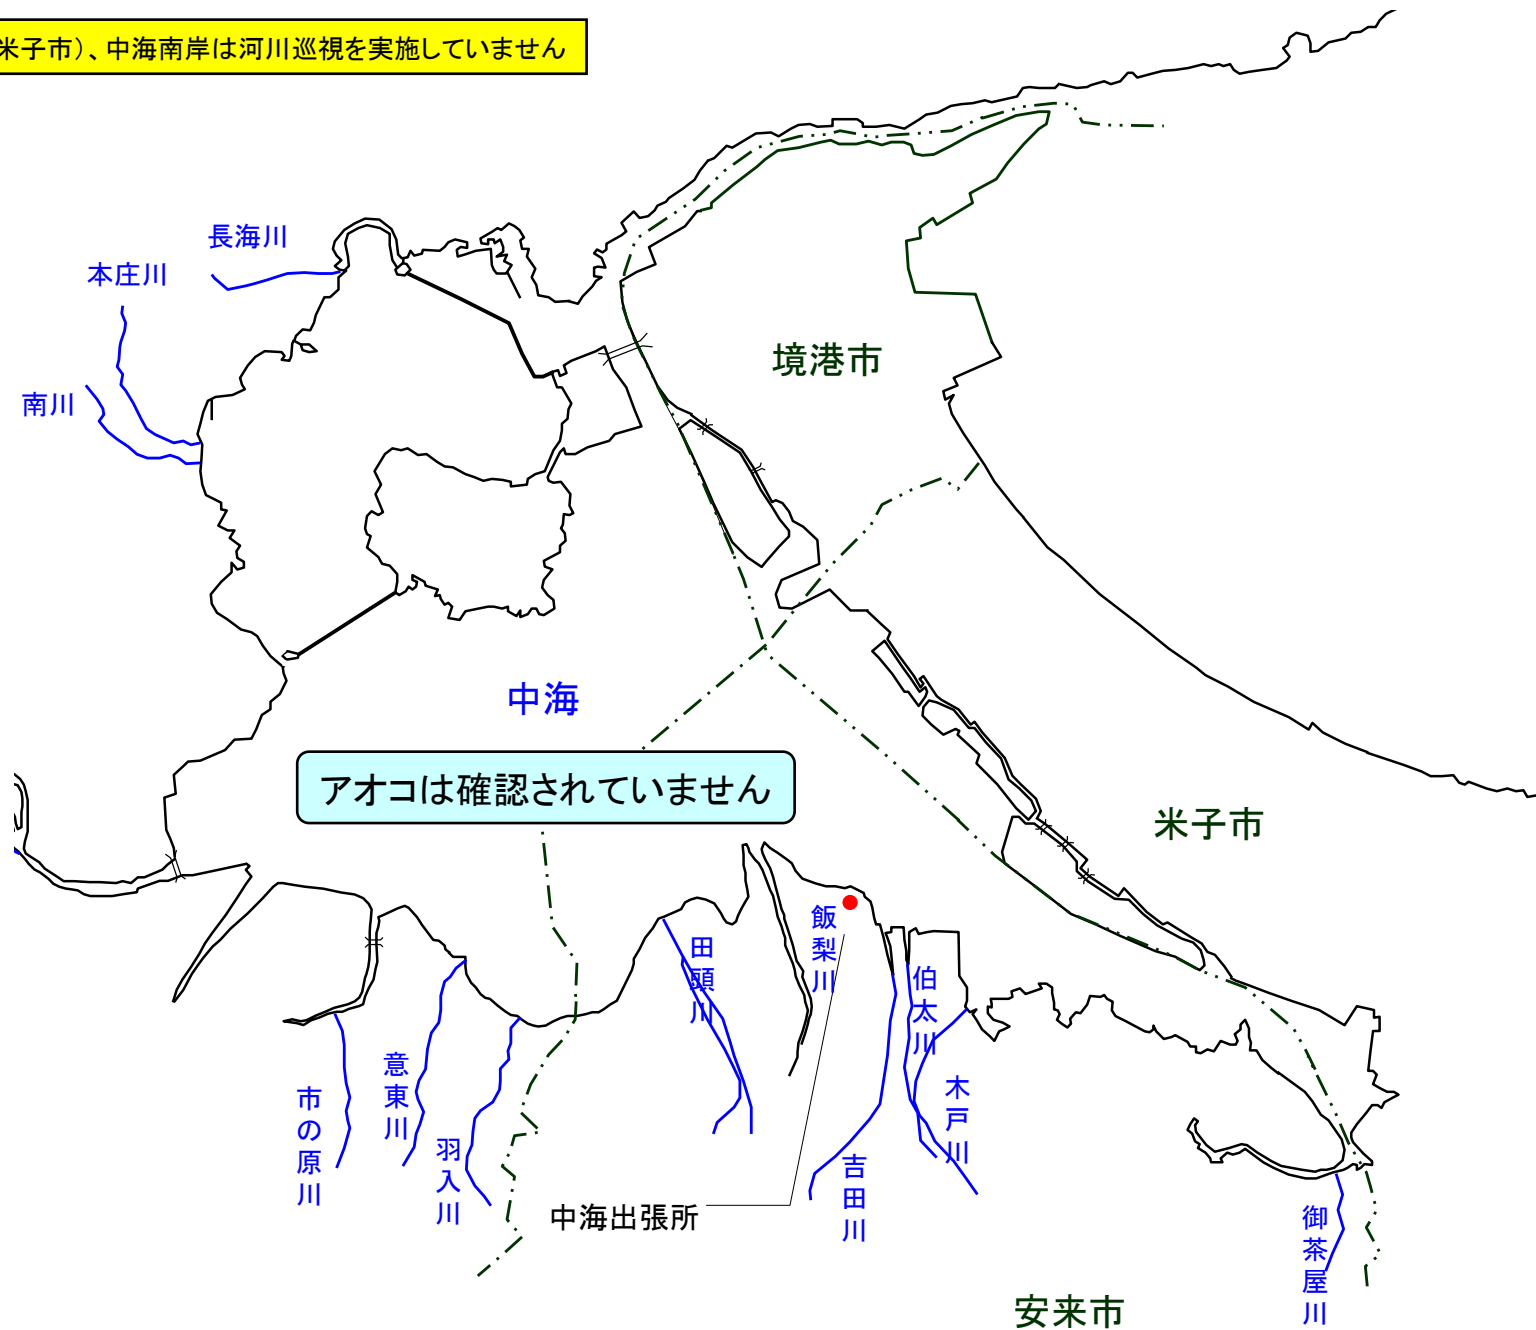 米子市）、中海南岸は河川巡視を実施していません
長海川
本庄川
境港市
南川
中海
アオコは確認されていません
米子市
飯梨川
田頭川
伯太川
意東川
木戸川
市の原川
羽入川
吉田川
中海出張所
御茶屋川
安来市